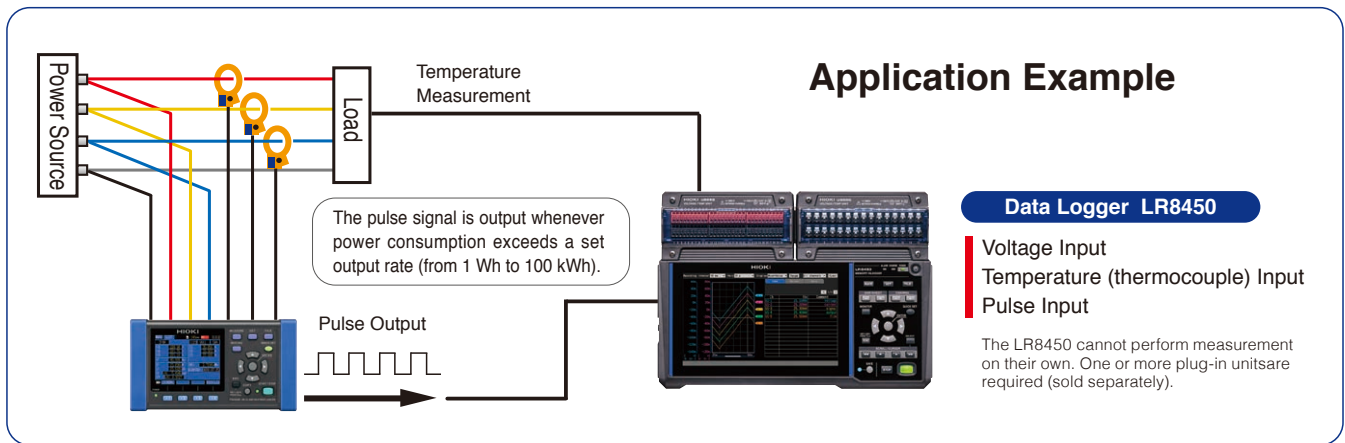 Power Source
Load
Temperature
Measurement
Application Example
The pulse signal is output whenever
power consumption exceeds a set
output rate (from 1 Wh to 100 kWh).
Pulse Output
HIOKI
HIOKI
Data Logger LR8450
Voltage Input
Temperature (thermocouple) Input
Pulse Input
The LR8450 cannot perform measurement
on their own. One or more plug-in unitsare
required (sold separately).